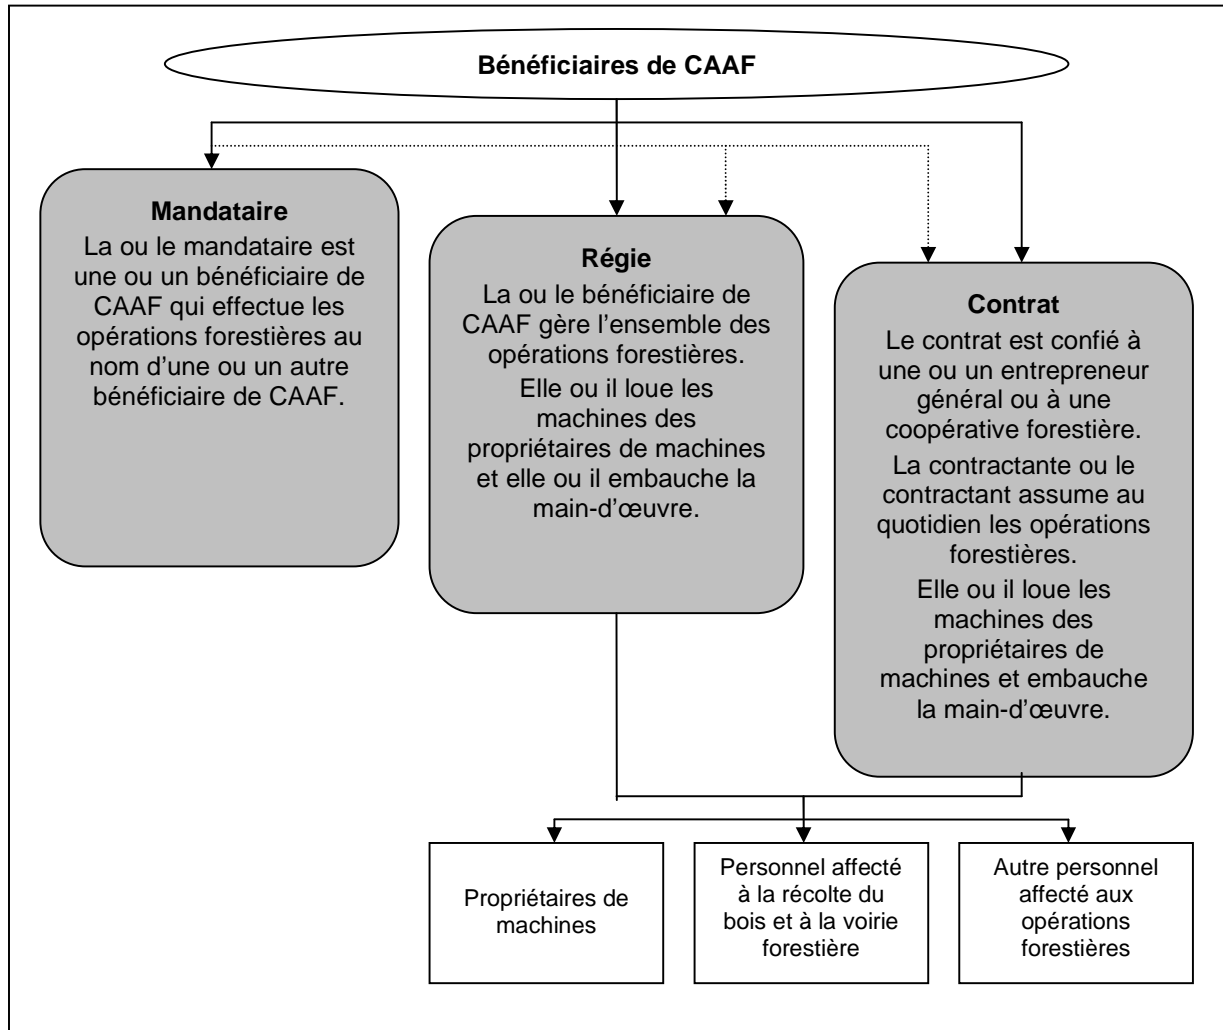 Bénéficiaires de CAAF
Mandataire
La ou le mandataire est
une ou un bénéficiaire de
CAAF qui effectue les
opérations forestières au
nom d’une ou un autre
bénéficiaire de CAAF.
Régie
La ou le bénéficiaire de
CAAF gère l’ensemble des
opérations forestières.
Elle ou il loue les
machines des
propriétaires de machines
et elle ou il embauche la
main-d’œuvre.
Contrat
Le contrat est confié à
une ou un entrepreneur
général ou à une
coopérative forestière.
La contractante ou le
contractant assume au
quotidien les opérations
forestières.
Elle ou il loue les
machines des
propriétaires de
machines et embauche
la main-d’œuvre.
Propriétaires de
machines
Personnel affecté
à la récolte du
bois et à la voirie
forestière
Autre personnel
affecté aux
opérations
forestières